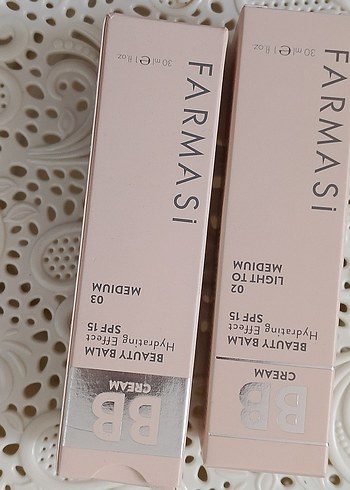 BB
CREAM
BEAUTY BALM
Hydrating Effect
SPF 15
03
MEDIUM
FARMASi
30 ml e 1 fl.oz
BB
CREAM
BEAUTY BALM
Hydrating Effect
SPF 15
02
LIGHT TO
MEDIUM
FARMASi
30 ml e 1 fl.oz